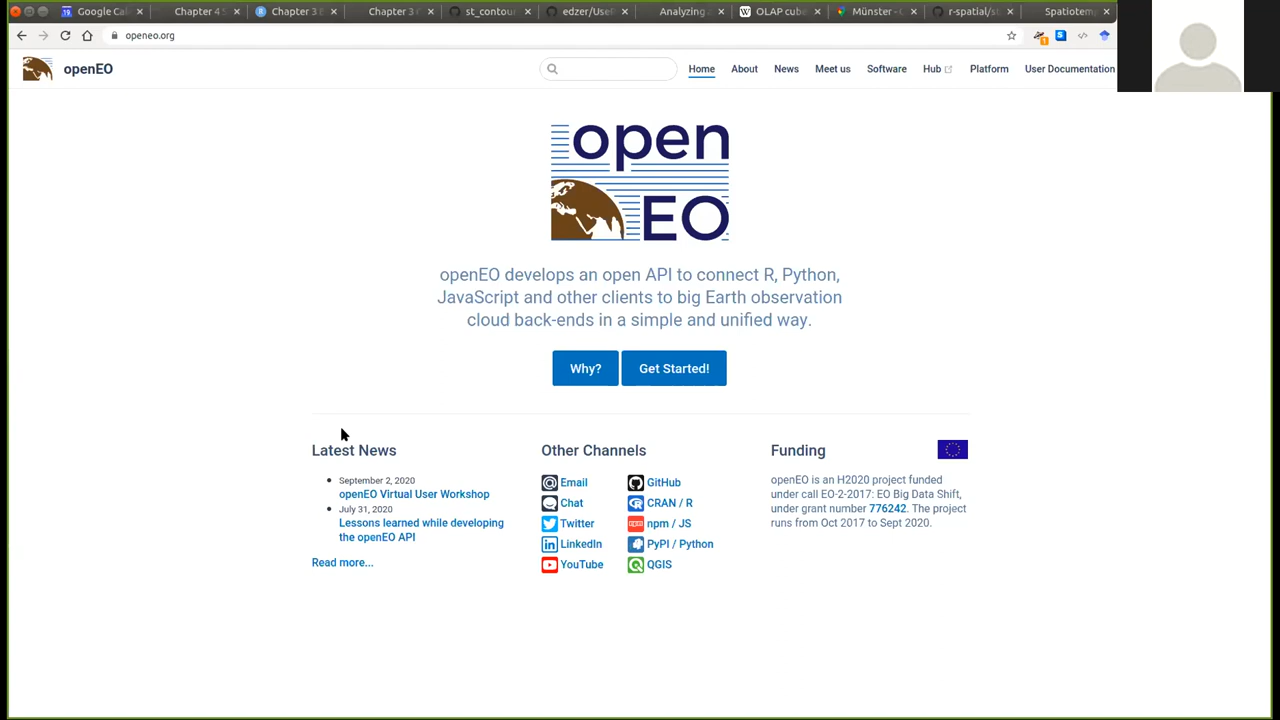 Google Cal
Chapter 4
Chapter 3
Chapter 3
st_contou
edzer/UseR
Analyzing
OLAP cube
Münster -
r-spatial/st
Spatiotemp
openeo.org
openEO
Home
About
News
Meet us
Software
Hub
Platform
User Documentation
open
EO
openEO develops an open API to connect R, Python,
JavaScript and other clients to big Earth observation
cloud back-ends in a simple and unified way.
Why?
Get Started!
Latest News
September 2, 2020
openEO Virtual User Workshop
July 31, 2020
Lessons learned while developing
the openEO API
Read more...
Other Channels
Email
GitHub
Chat
CRAN / R
Twitter
npm / JS
LinkedIn
PyPI / Python
YouTube
QGIS
Funding
openEO is an H2020 project funded
under call EO-2-2017: EO Big Data Shift,
under grant number 776242. The project
runs from Oct 2017 to Sept 2020.